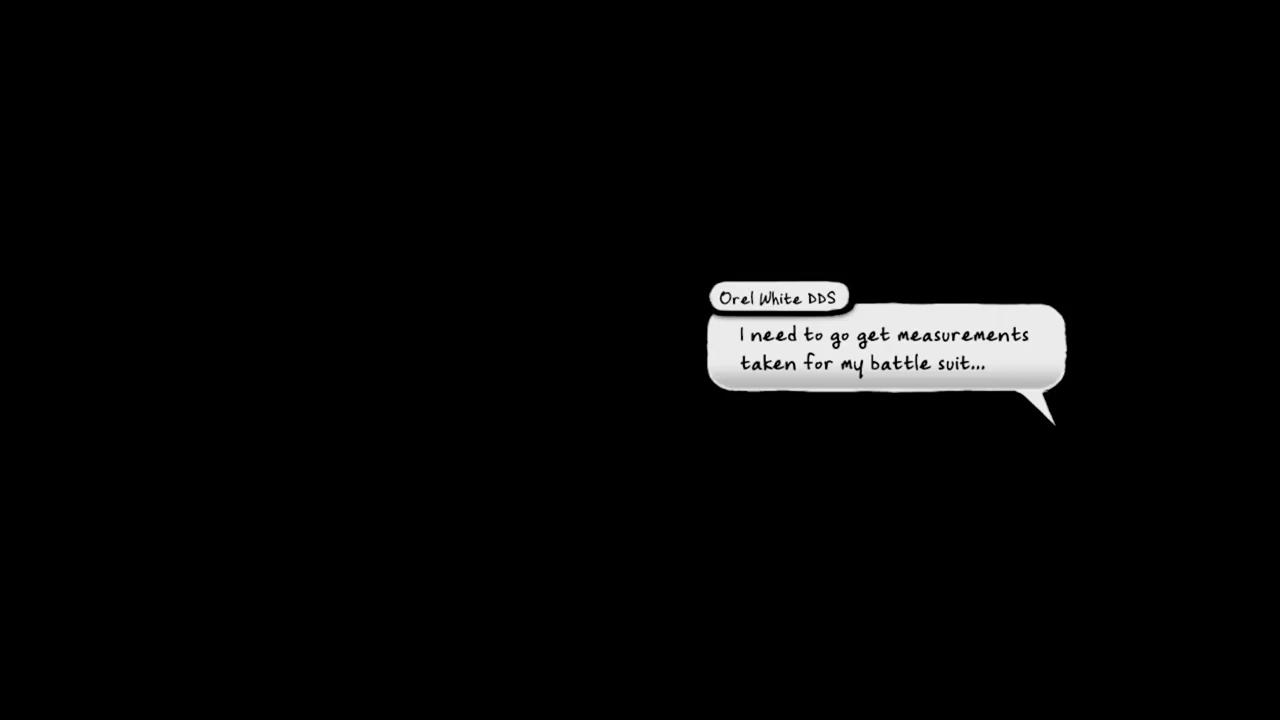 Orel White DDS
I need to go get measurements
taken for my battle suit...